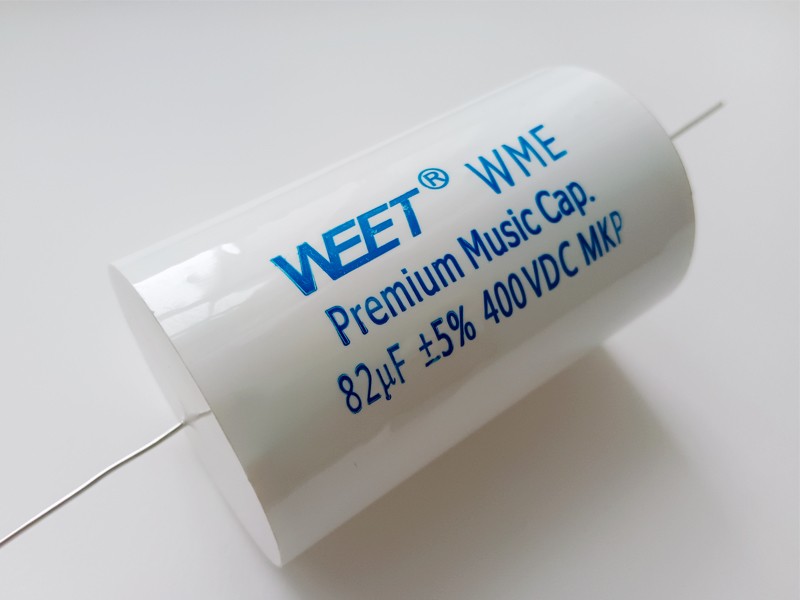 WEET® WME
Premium Music Cap.
82μF ±5% 400VDC MKP